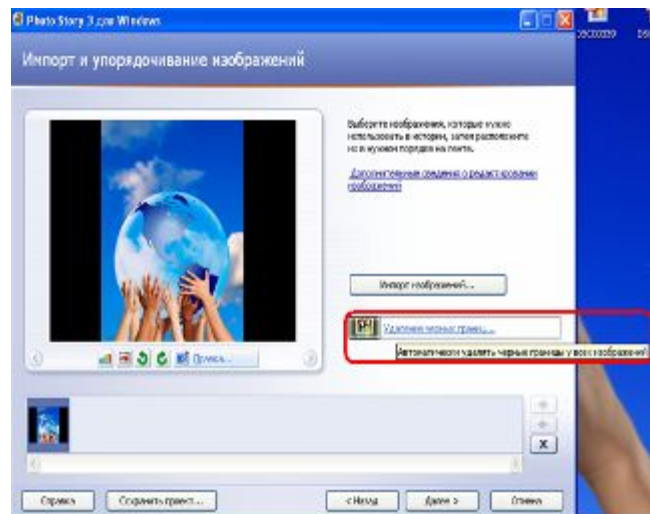 Photo Story 3 для Windows
Импорт и упорядочивание изображений
Выберите изображения, которые нужно
использовать в истории, затем расположите
их в нужном порядке на ленте.
Дополнительные сведения о редактировании
изображений
Импорт изображений...
Удаление черных границ...
Автоматически удалять черные границы у всех изображений
Правка...
Справка
Сохранить проект...
< Назад
Далее >
Отмена